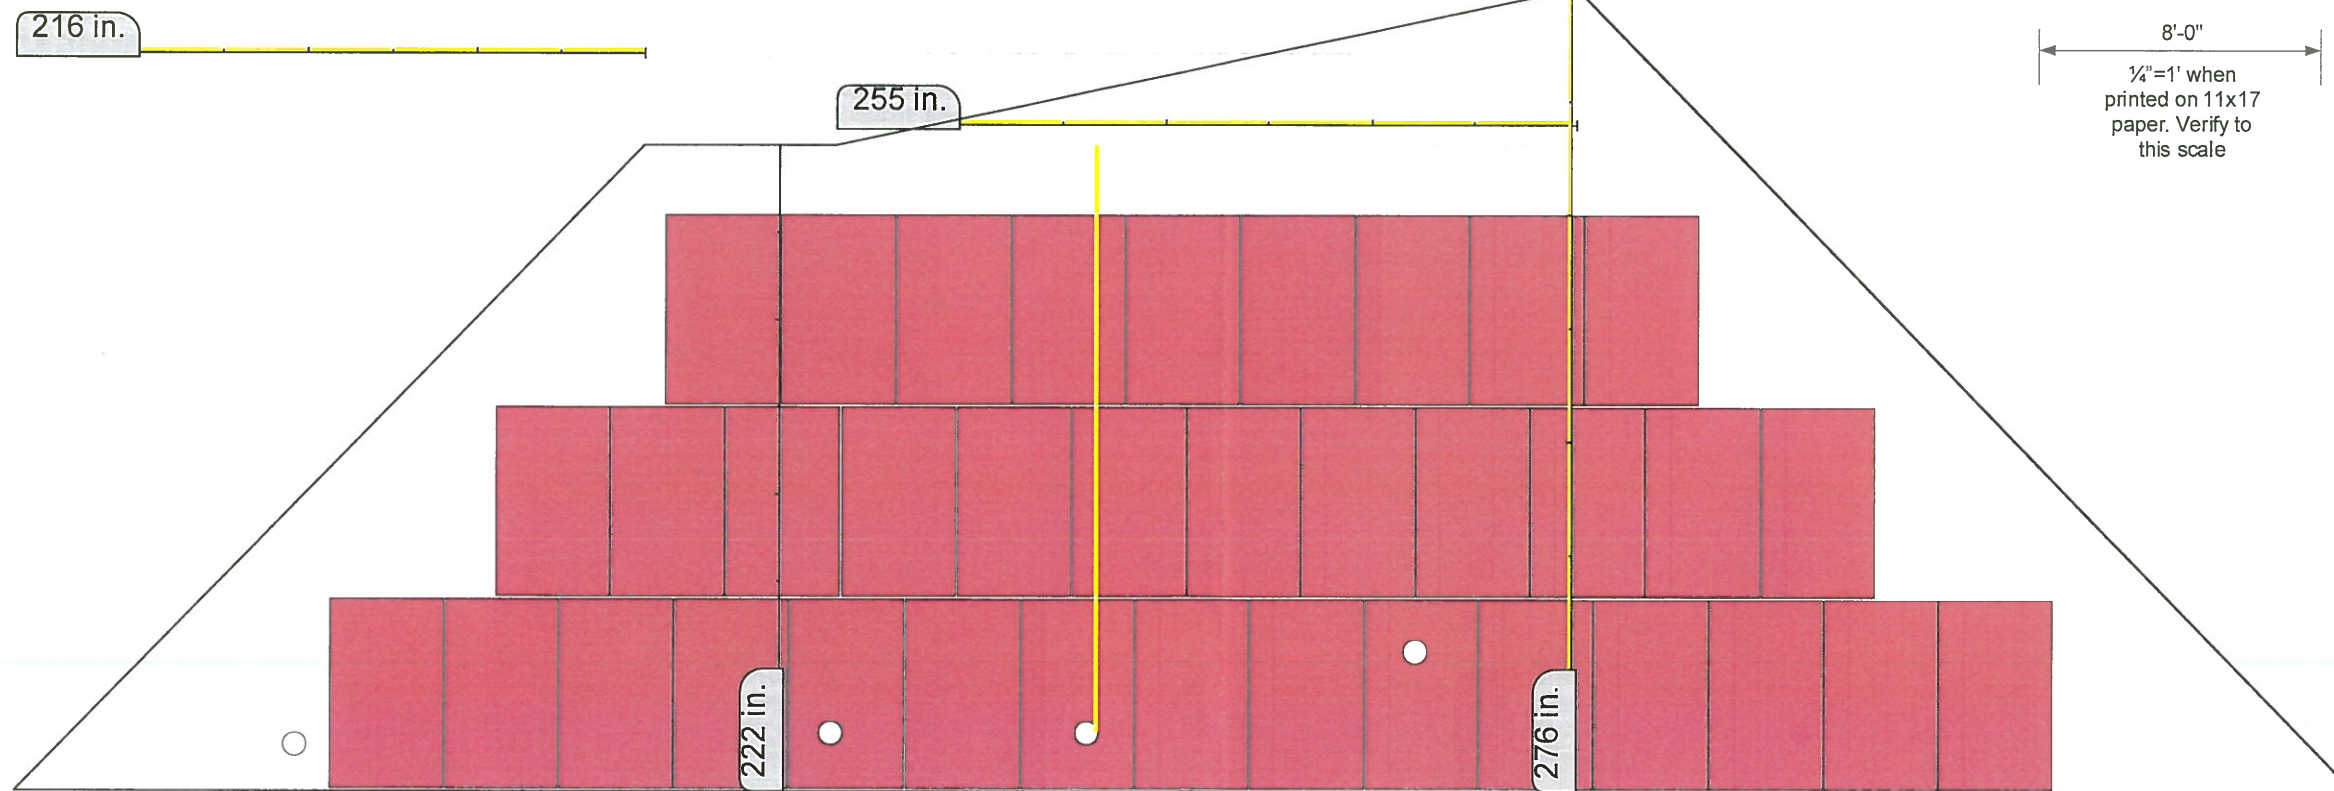 216 in.
8'-0"
¼"=1' when
printed on 11x17
paper. Verify to
this scale
255 in.
222 in.
276 in.